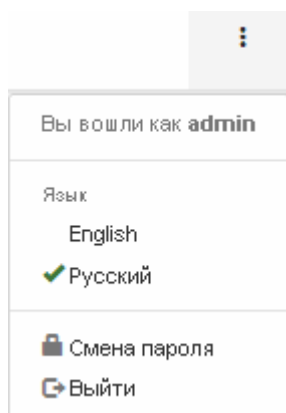 Вы вошли как admin
Язык
English
Русский
Смена пароля
Выйти